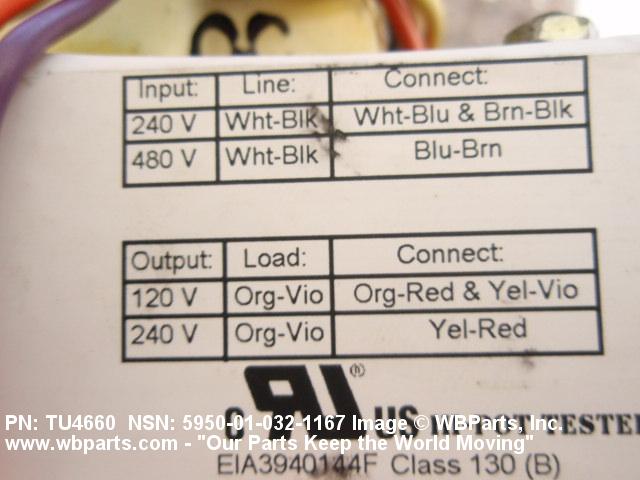 Input: Line: Connect:
240 V Wht-Blk Wht-Blu & Brn-Blk
480 V Wht-Blk Blu-Brn
Output: Load: Connect:
120 V Org-Vio Org-Red & Yel-Vio
240 V Org-Vio Yel-Red
®
PN: TU4660 NSN: 5950-01-032-1167 Image © WBParts, Inc.
US TESTED
www.wbparts.com - "Our Parts Keep the World Moving"
EIA3940144F Class 130 (B)